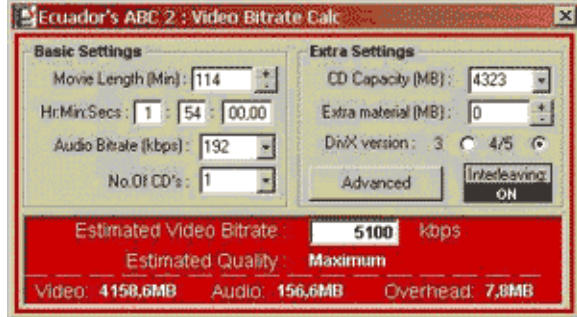 Ecuador's ABC 2 : Video Bitrate Calc
Basic Settings
Movie Length (Min) : 114
Hr:Min:Secs : 1 : 54 : 00,00
Audio Bitrate (kbps) : 192
No.Of CD's : 1
Extra Settings
CD Capacity (MB) : 4323
Extra material (MB) : 0
DivX version : 3 4/5
Advanced
Interleaving:
ON
Estimated Video Bitrate : 5100 kbps
Estimated Quality : Maximum
Video: 4158,6MB Audio: 156,6MB Overhead: 7,8MB